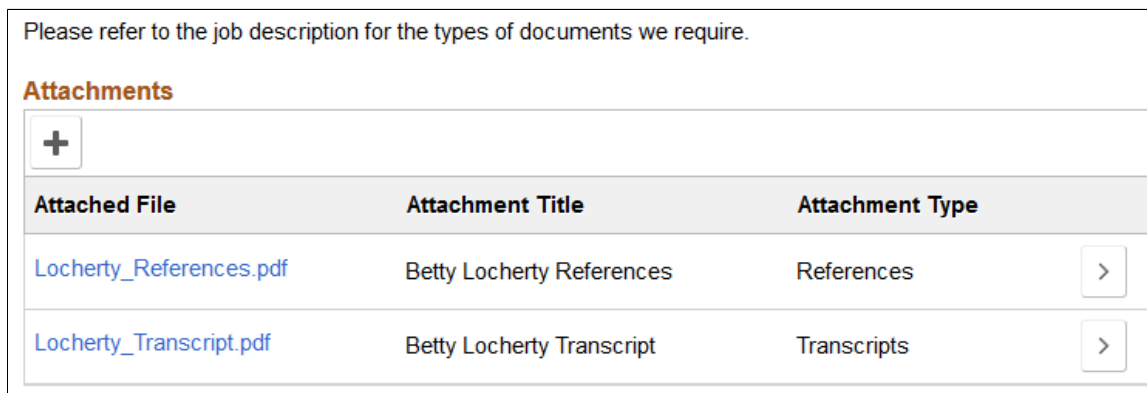 Please refer to the job description for the types of documents we require.
Attachments
Attached File Attachment Title Attachment Type
Locherty_References.pdf Betty Locherty References References
Locherty_Transcript.pdf Betty Locherty Transcript Transcripts